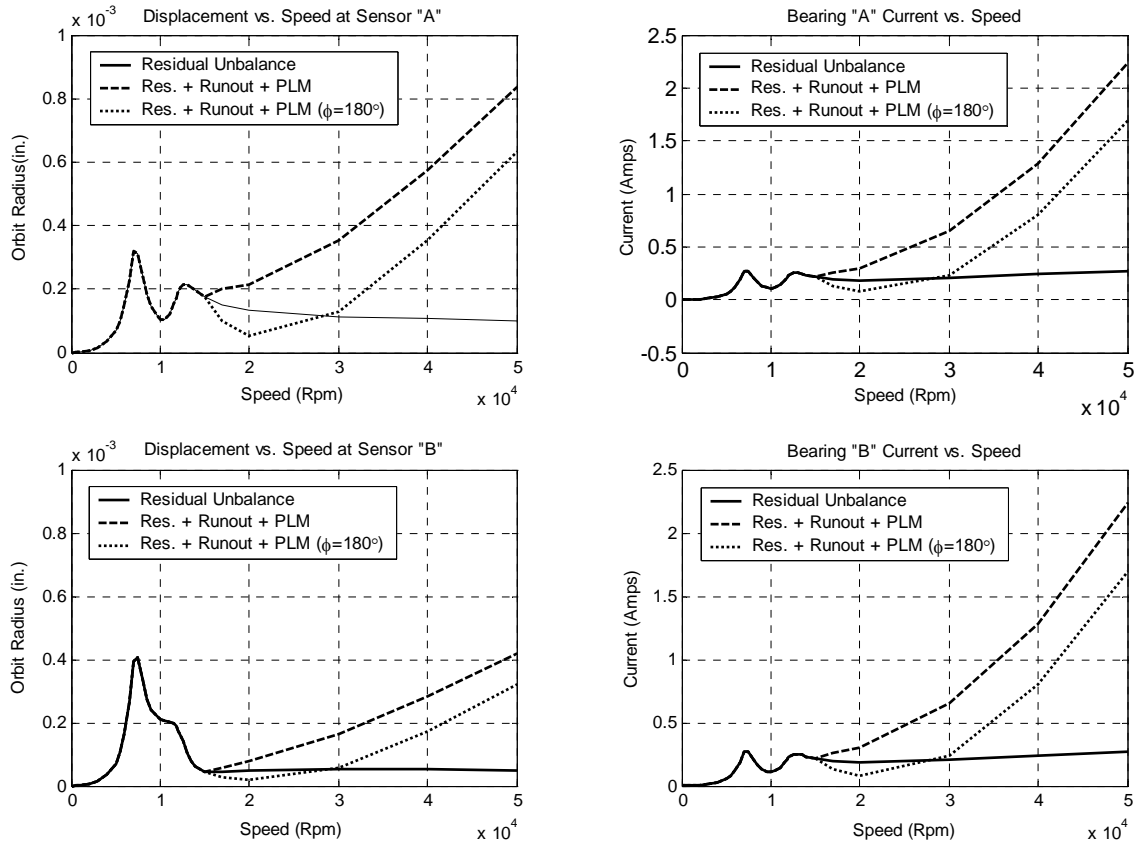 Displacement vs. Speed at Sensor "A"
x 10^-3
1
0.8
0.6
0.4
0.2
0
Orbit Radius(in.)
Residual Unbalance
Res. + Runout + PLM
Res. + Runout + PLM (ϕ=180°)
0 1 2 3 4 5
Speed (Rpm)
x 10^4
Bearing "A" Current vs. Speed
2.5
2
1.5
1
0.5
0
-0.5
Current (Amps)
Residual Unbalance
Res. + Runout + PLM
Res. + Runout + PLM (ϕ=180°)
0 1 2 3 4 5
Speed (Rpm)
x 10^4
Displacement vs. Speed at Sensor "B"
x 10^-3
1
0.8
0.6
0.4
0.2
0
Orbit Radius (in.)
Residual Unbalance
Res. + Runout + PLM
Res. + Runout + PLM (ϕ=180°)
0 1 2 3 4 5
Speed (Rpm)
x 10^4
Bearing "B" Current vs. Speed
2.5
2
1.5
1
0.5
0
Current (Amps)
Residual Unbalance
Res. + Runout + PLM
Res. + Runout + PLM (ϕ=180°)
0 1 2 3 4 5
Speed (Rpm)
x 10^4